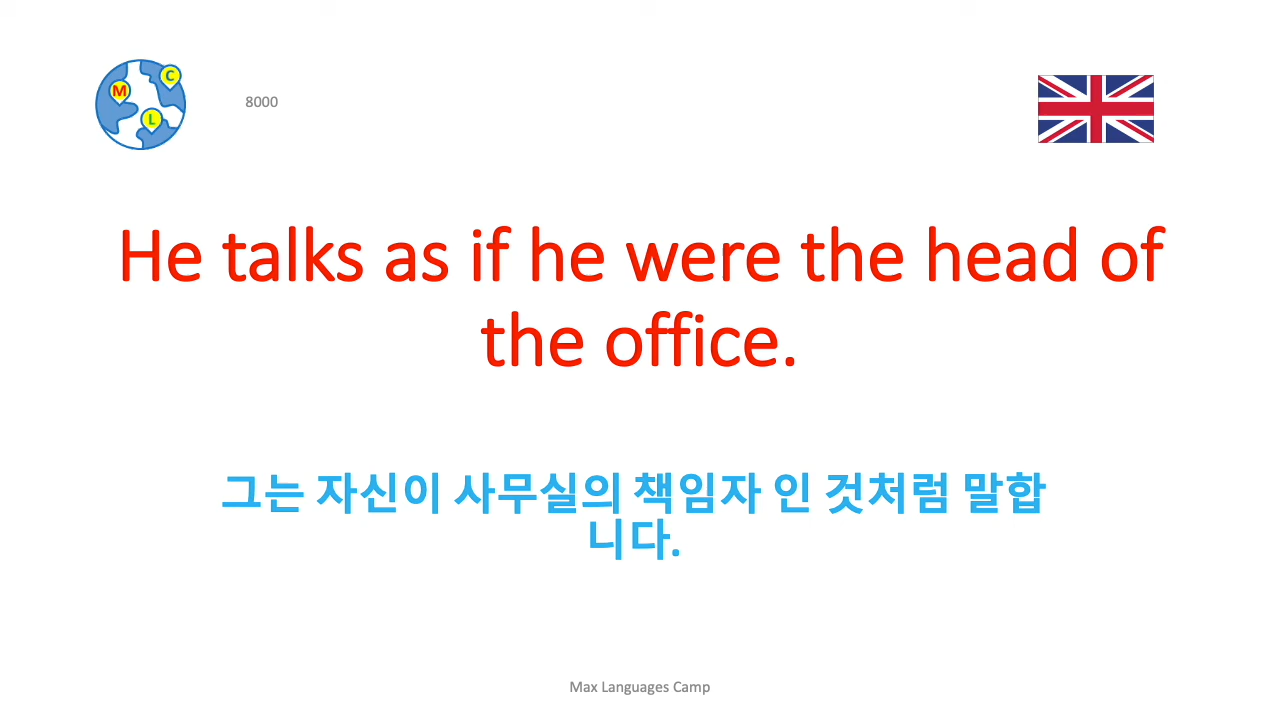 M
C
L
8000
He talks as if he were the head of
the office.
그는 자신이 사무실의 책임자 인 것처럼 말합
니다.
Max Languages Camp